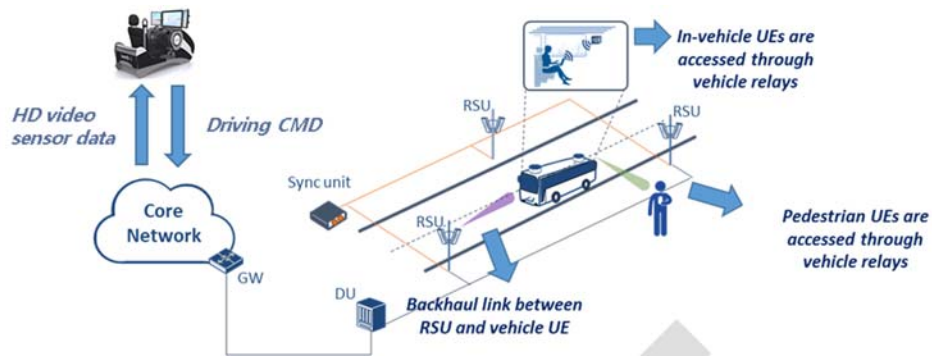 In-vehicle UEs are
accessed through
vehicle relays
HD video
sensor data
Driving CMD
RSU
RSU
Sync unit
Core
Network
RSU
Pedestrian UEs are
accessed through
vehicle relays
GW
DU
Backhaul link between
RSU and vehicle UE